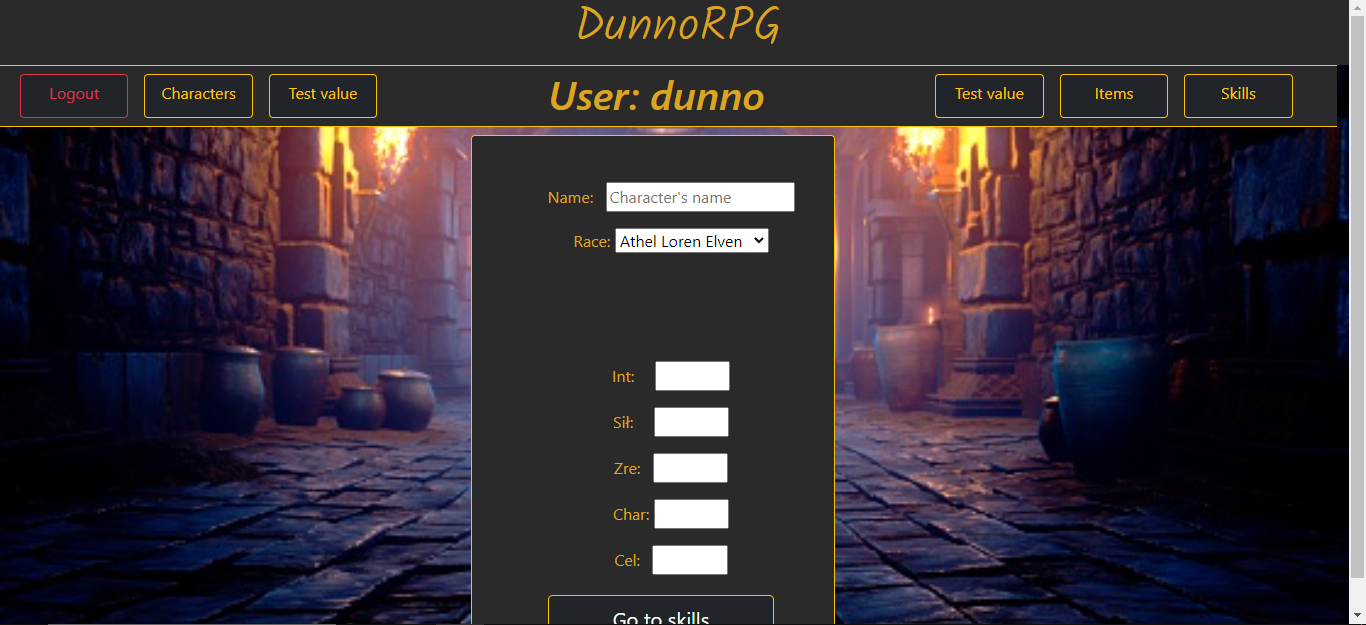 DunnoRPG
Logout Characters Test value User: dunno Test value Items Skills
Name: Character's name
Race: Athel Loren Elven
Int:
Sił:
Zre:
Char:
Cel:
Go to skills